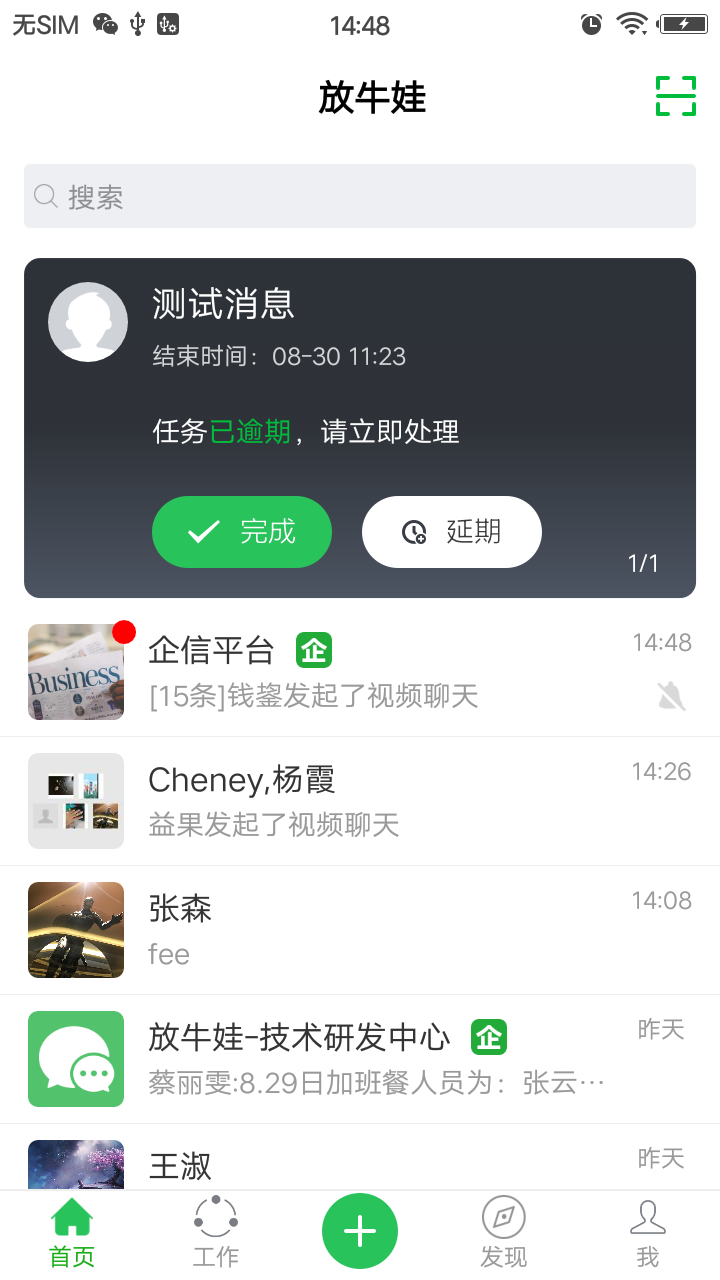 无SIM 14:48
放牛娃
搜索
测试消息
结束时间：08-30 11:23
任务已逾期，请立即处理
完成
延期
1/1
企信平台 企 14:48
Business
[15条]钱鋆发起了视频聊天
Cheney,杨霞 14:26
益果发起了视频聊天
张森 14:08
fee
放牛娃-技术研发中心 企 昨天
蔡丽雯:8.29日加班餐人员为：张云…
王淑 昨天
首页 工作 发现 我